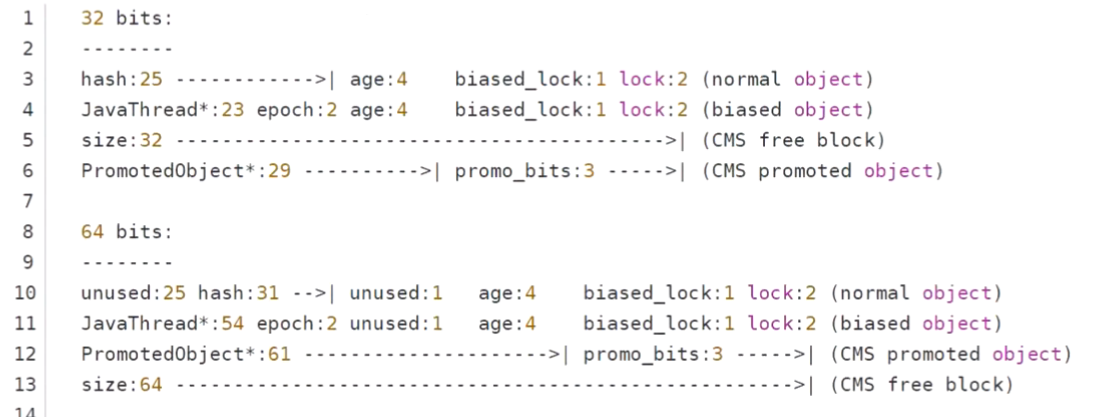 1 32 bits:
2 --------
3 hash:25 ------------>| age:4    biased_lock:1 lock:2 (normal object)
4 JavaThread*:23 epoch:2 age:4    biased_lock:1 lock:2 (biased object)
5 size:32 ------------------------------------------>| (CMS free block)
6 PromotedObject*:29 ---------->| promo_bits:3 ----->| (CMS promoted object)
7
8 64 bits:
9 --------
10 unused:25 hash:31 -->| unused:1   age:4    biased_lock:1 lock:2 (normal object)
11 JavaThread*:54 epoch:2 unused:1   age:4    biased_lock:1 lock:2 (biased object)
12 PromotedObject*:61 --------------------->| promo_bits:3 ----->| (CMS promoted object)
13 size:64 ----------------------------------------------------->| (CMS free block)
14